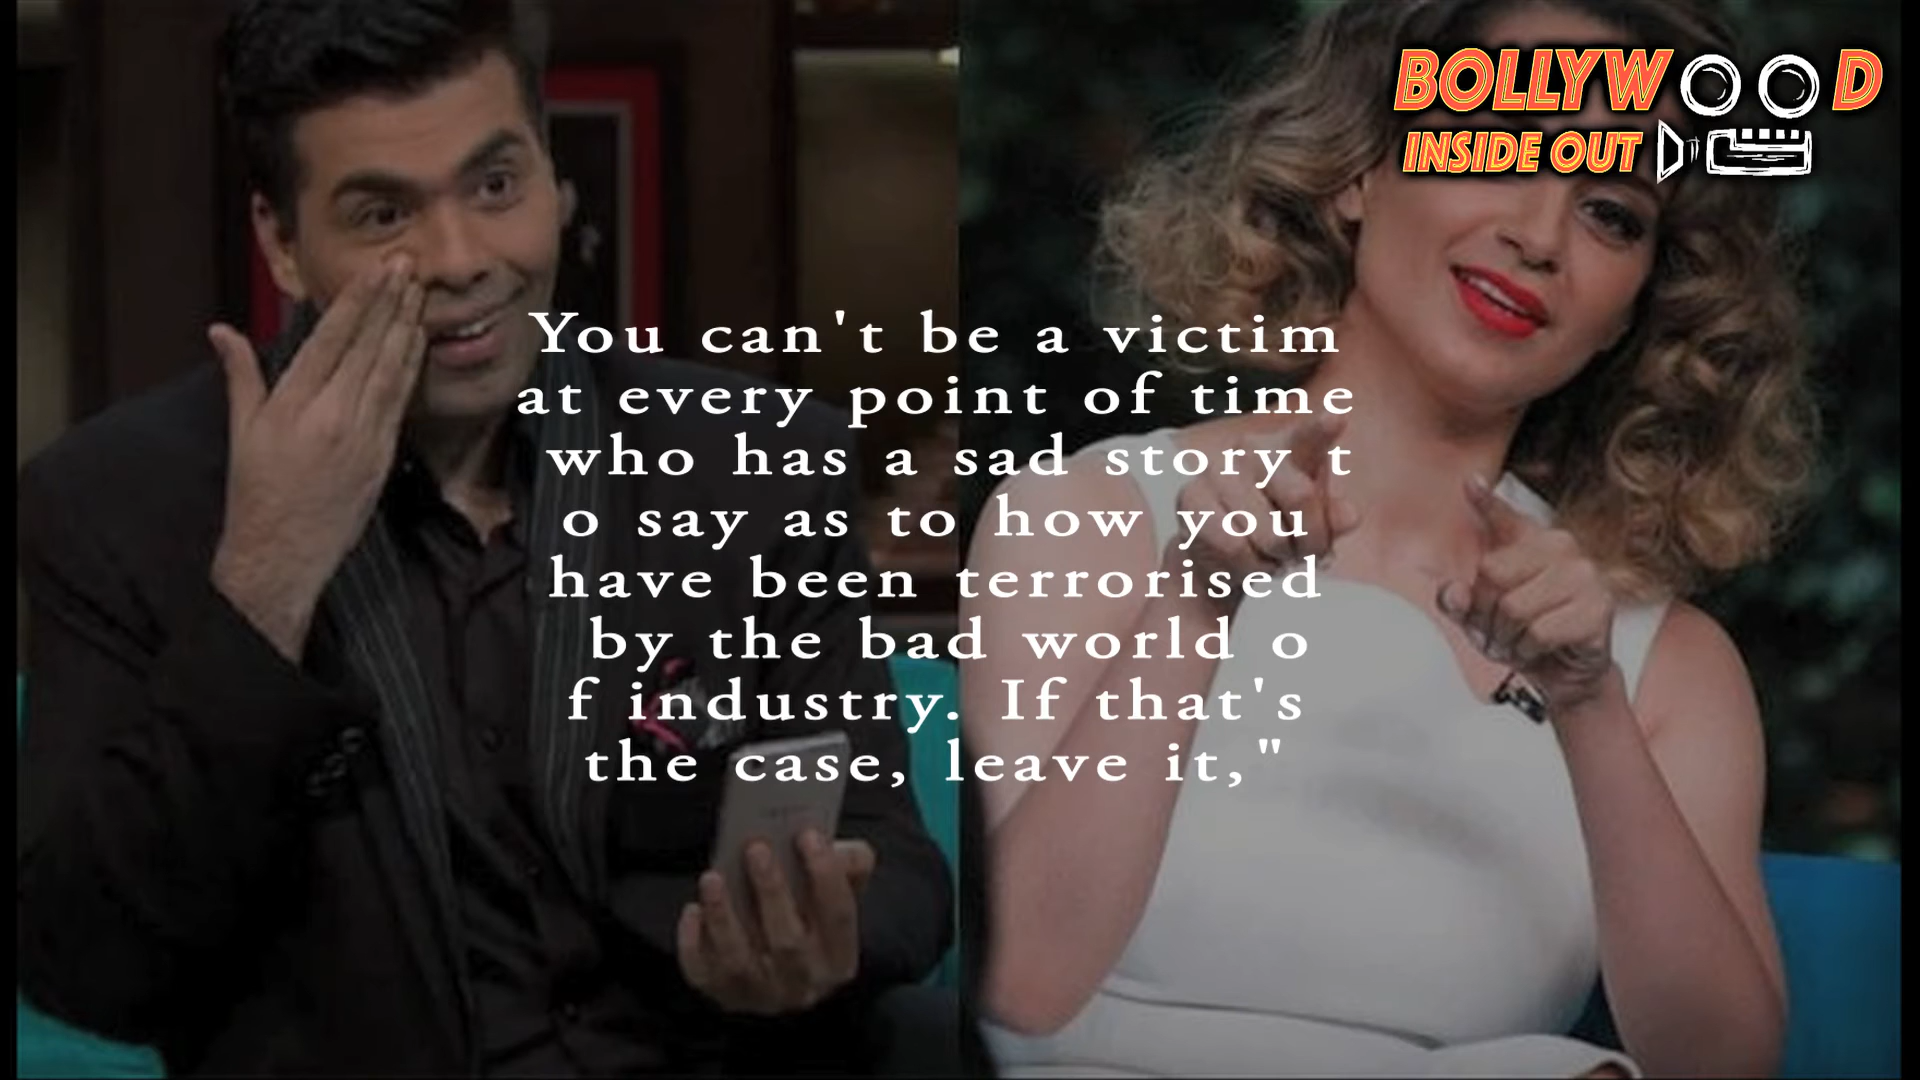 BOLLYWOOD
INSIDE OUT
You can't be a victim
at every point of time
who has a sad story t
o say as to how you
have been terrorised
by the bad world o
f industry. If that's
the case, leave it,"